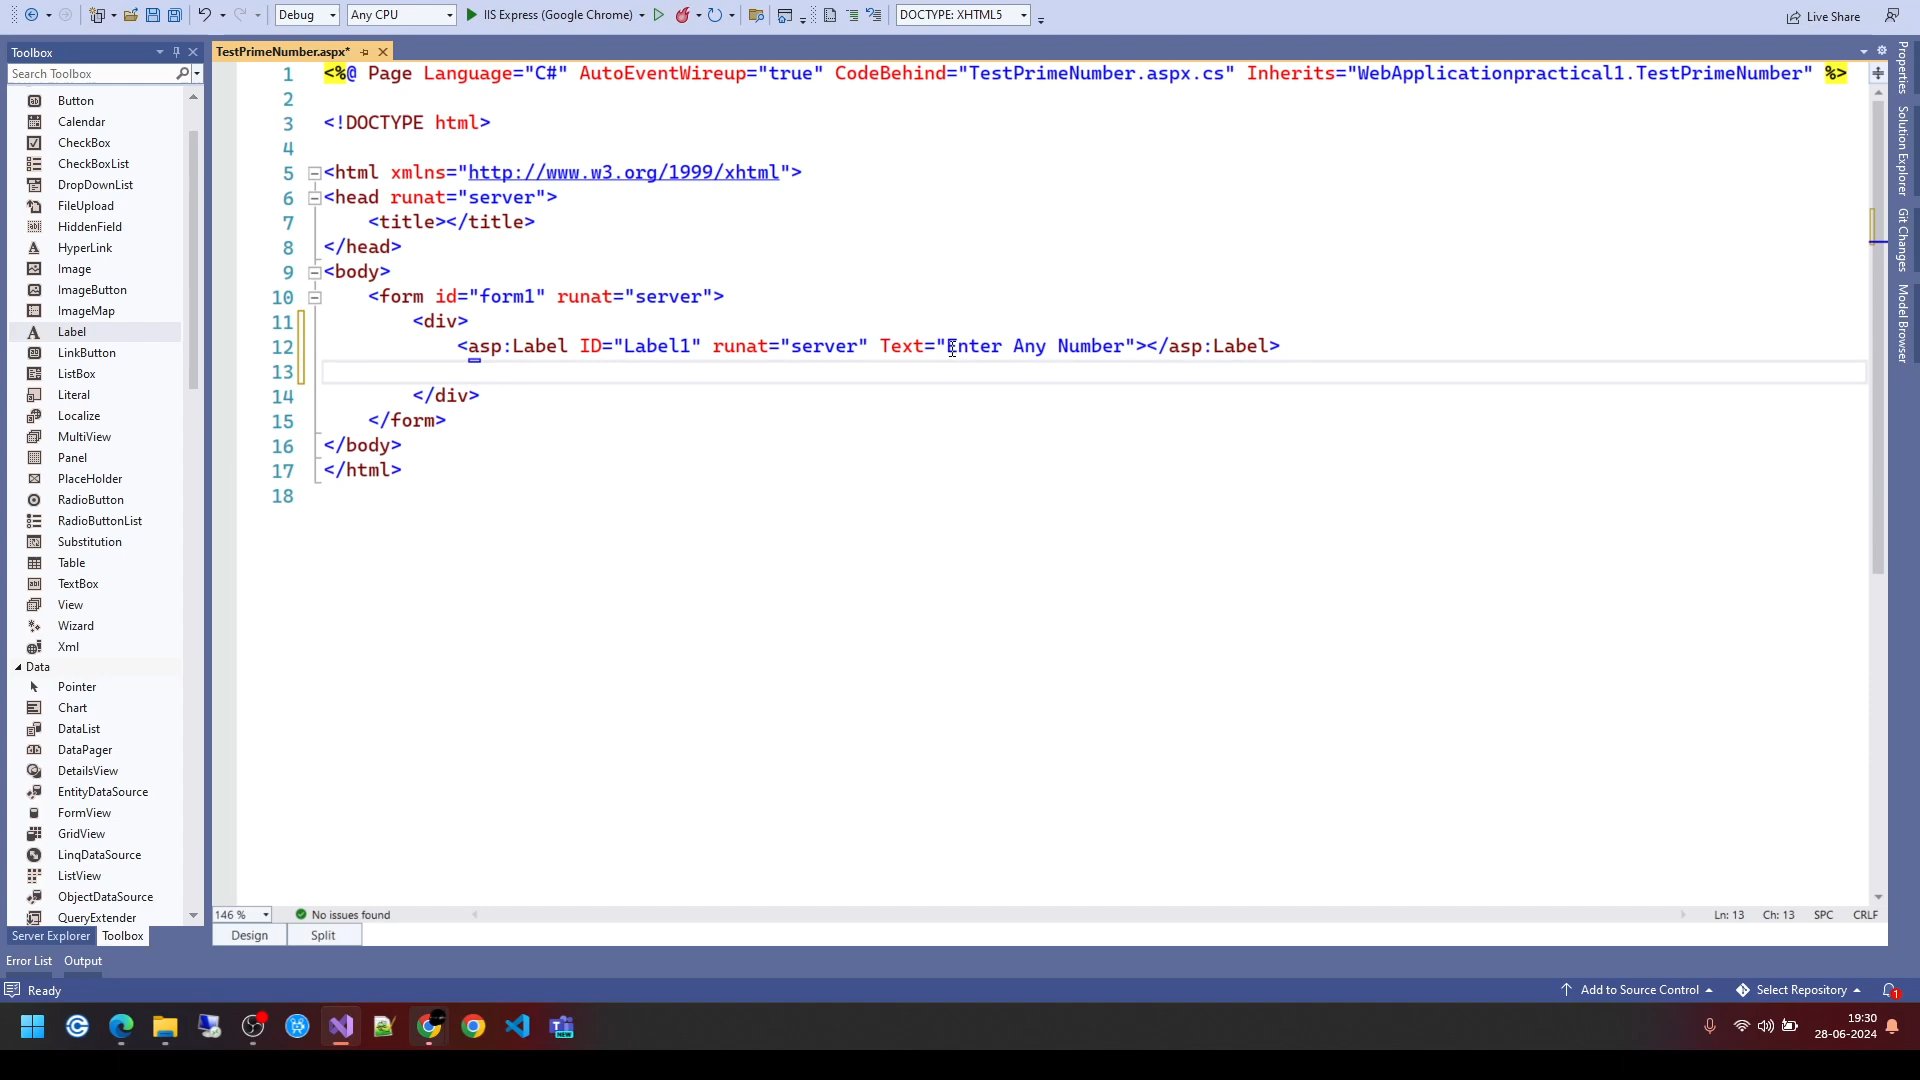 Debug
Any CPU
IIS Express (Google Chrome)
DOCTYPE: XHTML5
Live Share
Toolbox
Search Toolbox
Button
Calendar
CheckBox
CheckBoxList
DropDownList
FileUpload
HiddenField
HyperLink
Image
ImageButton
ImageMap
Label
LinkButton
ListBox
Literal
Localize
MultiView
Panel
PlaceHolder
RadioButton
RadioButtonList
Substitution
Table
TextBox
View
Wizard
Xml
Data
Pointer
Chart
DataList
DataPager
DetailsView
EntityDataSource
FormView
GridView
LinqDataSource
ListView
ObjectDataSource
QueryExtender
Server Explorer
Toolbox
TestPrimeNumber.aspx*
1 <%@ Page Language="C#" AutoEventWireup="true" CodeBehind="TestPrimeNumber.aspx.cs" Inherits="WebApplicationpractical1.TestPrimeNumber" %>
2
3 <!DOCTYPE html>
4
5 <html xmlns="http://www.w3.org/1999/xhtml">
6 <head runat="server">
7 <title></title>
8 </head>
9 <body>
10 <form id="form1" runat="server">
11 <div>
12 <asp:Label ID="Label1" runat="server" Text="Enter Any Number"></asp:Label>
13
14 </div>
15 </form>
16 </body>
17 </html>
18
146 %
No issues found
Ln: 13
Ch: 13
SPC
CRLF
Design
Split
Properties
Solution Explorer
Git Changes
Model Browser
Error List
Output
Ready
Add to Source Control
Select Repository
1
19:30
28-06-2024